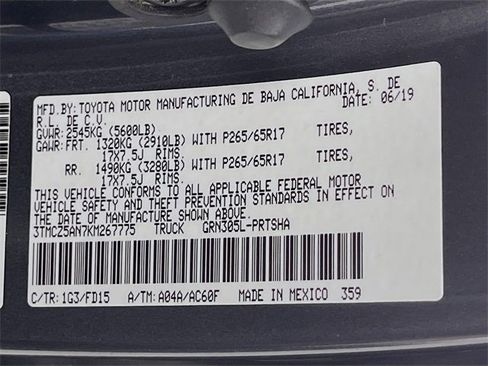 MFD.BY:TOYOTA MOTOR MANUFACTURING DE BAJA CALIFORNIA, S. DE
R.L. DE C.V. DATE: 06/19
GVWR:2545KG (5600LB)
GAWR:FRT. 1320KG (2910LB) WITH P265/65R17 TIRES,
17X7.5J RIMS
RR. 1490KG (3280LB) WITH P265/65R17 TIRES,
17X7.5J RIMS
THIS VEHICLE CONFORMS TO ALL APPLICABLE FEDERAL MOTOR
VEHICLE SAFETY AND THEFT PREVENTION STANDARDS IN EFFECT ON
THE DATE OF MANUFACTURE SHOWN ABOVE.
3TMCZ5AN7KM267775 TRUCK GRN305L-PRTSHA
C/TR:1G3/FD15 A/TM:A04A/AC60F MADE IN MEXICO 359